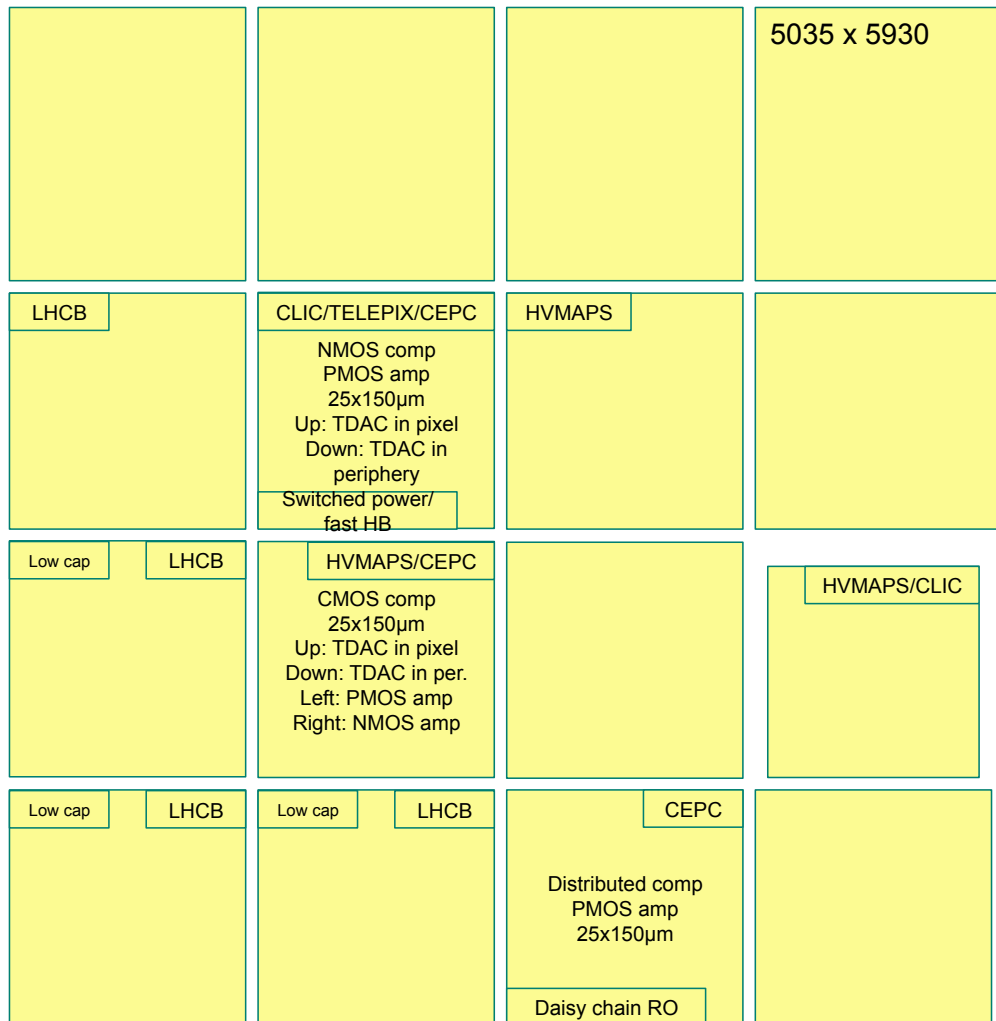 5035 x 5930
LHCB
CLIC/TELEPIX/CEPC
NMOS comp
PMOS amp
25x150µm
Up: TDAC in pixel
Down: TDAC in
periphery
Switched power/
fast HB
HVMAPS
Low cap
LHCB
HVMAPS/CEPC
CMOS comp
25x150µm
Up: TDAC in pixel
Down: TDAC in per.
Left: PMOS amp
Right: NMOS amp
HVMAPS/CLIC
Low cap
LHCB
Low cap
LHCB
CEPC
Distributed comp
PMOS amp
25x150µm
Daisy chain RO